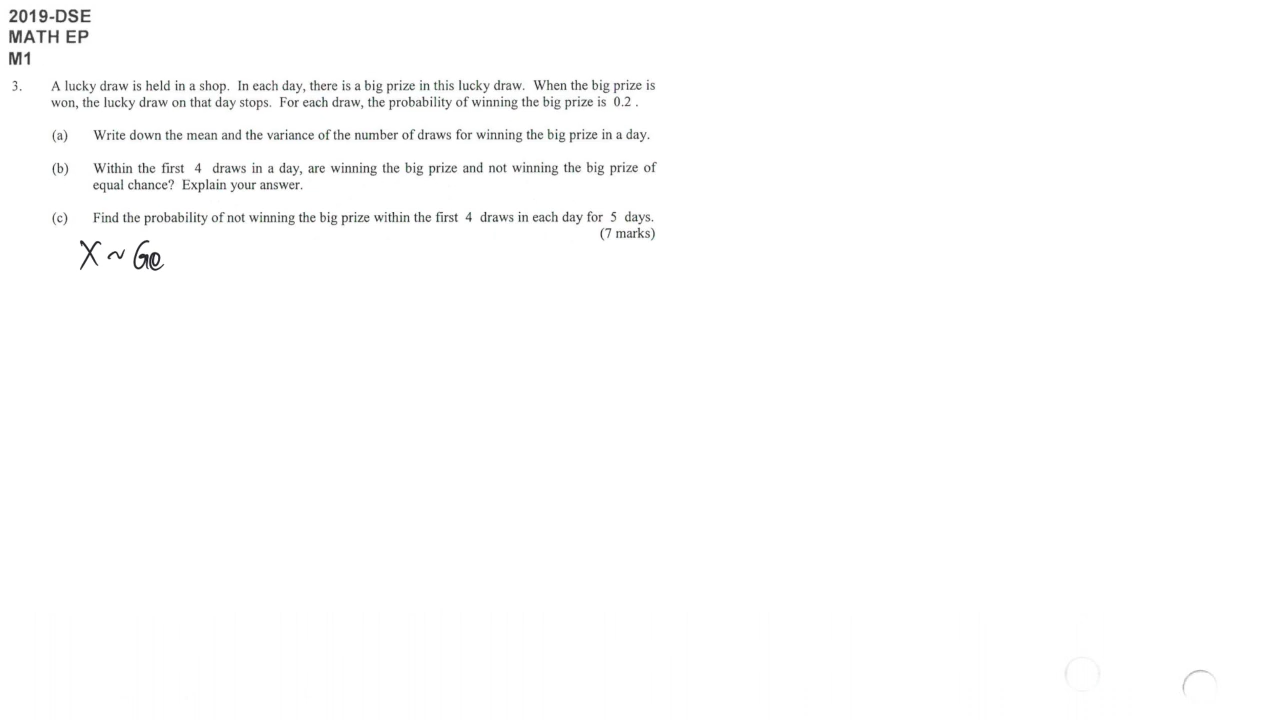 2019-DSE
MATH EP
M1
3. A lucky draw is held in a shop. In each day, there is a big prize in this lucky draw. When the big prize is
won, the lucky draw on that day stops. For each draw, the probability of winning the big prize is 0.2 .
(a) Write down the mean and the variance of the number of draws for winning the big prize in a day.
(b) Within the first 4 draws in a day, are winning the big prize and not winning the big prize of
equal chance? Explain your answer.
(c) Find the probability of not winning the big prize within the first 4 draws in each day for 5 days.
(7 marks)
X ~ Ge